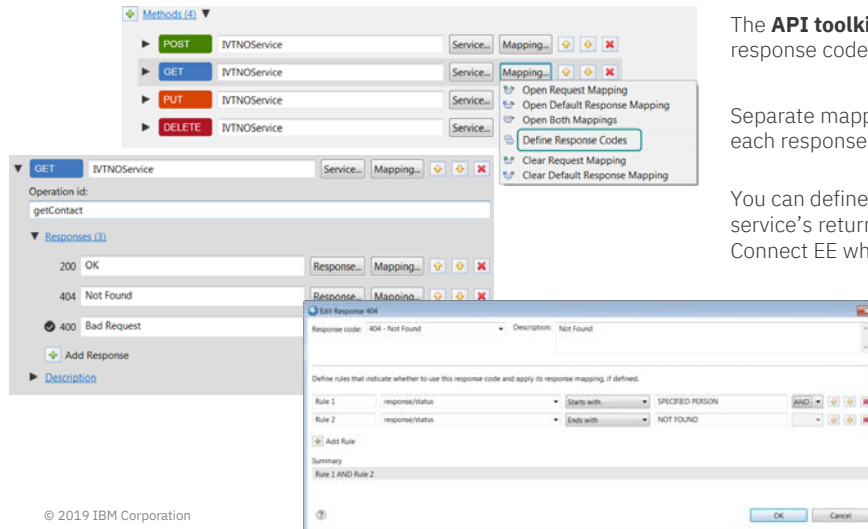 Methods (4)
POST IVTNOService Service... Mapping...
GET IVTNOService Service... Mapping...
PUT IVTNOService Service...
DELETE IVTNOService Service...
Open Request Mapping
Open Default Response Mapping
Open Both Mappings
Define Response Codes
Clear Request Mapping
Clear Default Response Mapping
GET IVTNOService Service... Mapping...
Operation id:
getContact
Responses (3)
200 OK Response... Mapping...
404 Not Found Response... Mapping...
400 Bad Request
Add Response
Description
Edit Response 404
Response code: 404 - Not Found Description: Not Found
Define rules that indicate whether to use this response code and apply its response mapping, if defined.
Rule 1 response/status Starts with SPECIFIED PERSON AND
Rule 2 response/status Ends with NOT FOUND
Add Rule
Summary
Rule 1 AND Rule 2
OK Cancel
The API toolki
response code
Separate mapp
each response
You can define
service's return
Connect EE wh
© 2019 IBM Corporation